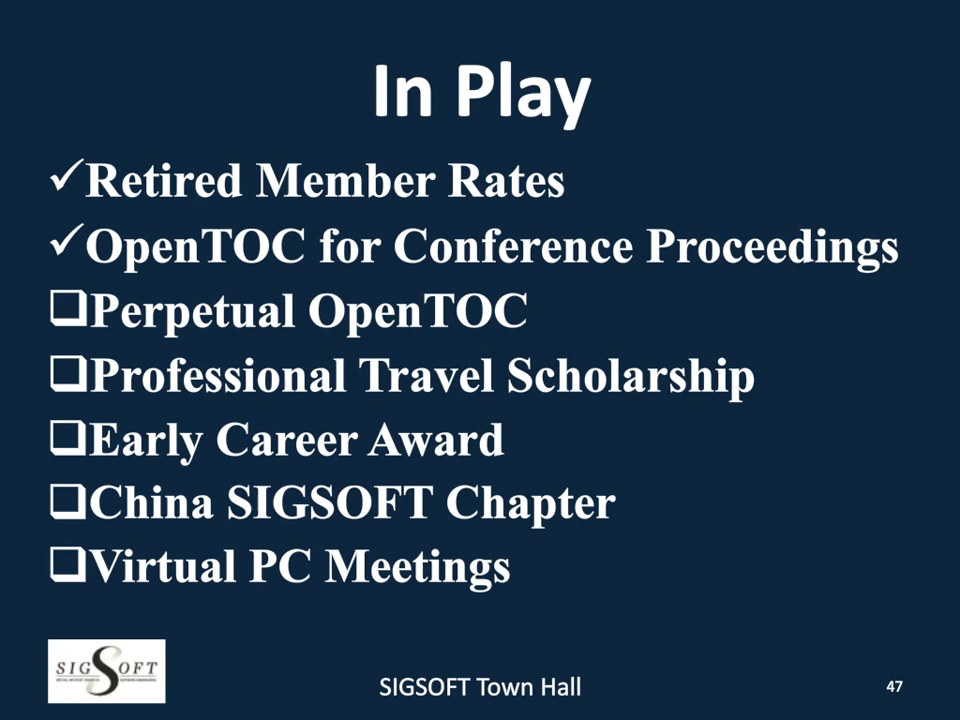 In Play
✓Retired Member Rates
✓OpenTOC for Conference Proceedings
❑Perpetual OpenTOC
❑Professional Travel Scholarship
❑Early Career Award
❑China SIGSOFT Chapter
❑Virtual PC Meetings
SIGSOFT
SIGSOFT Town Hall
47